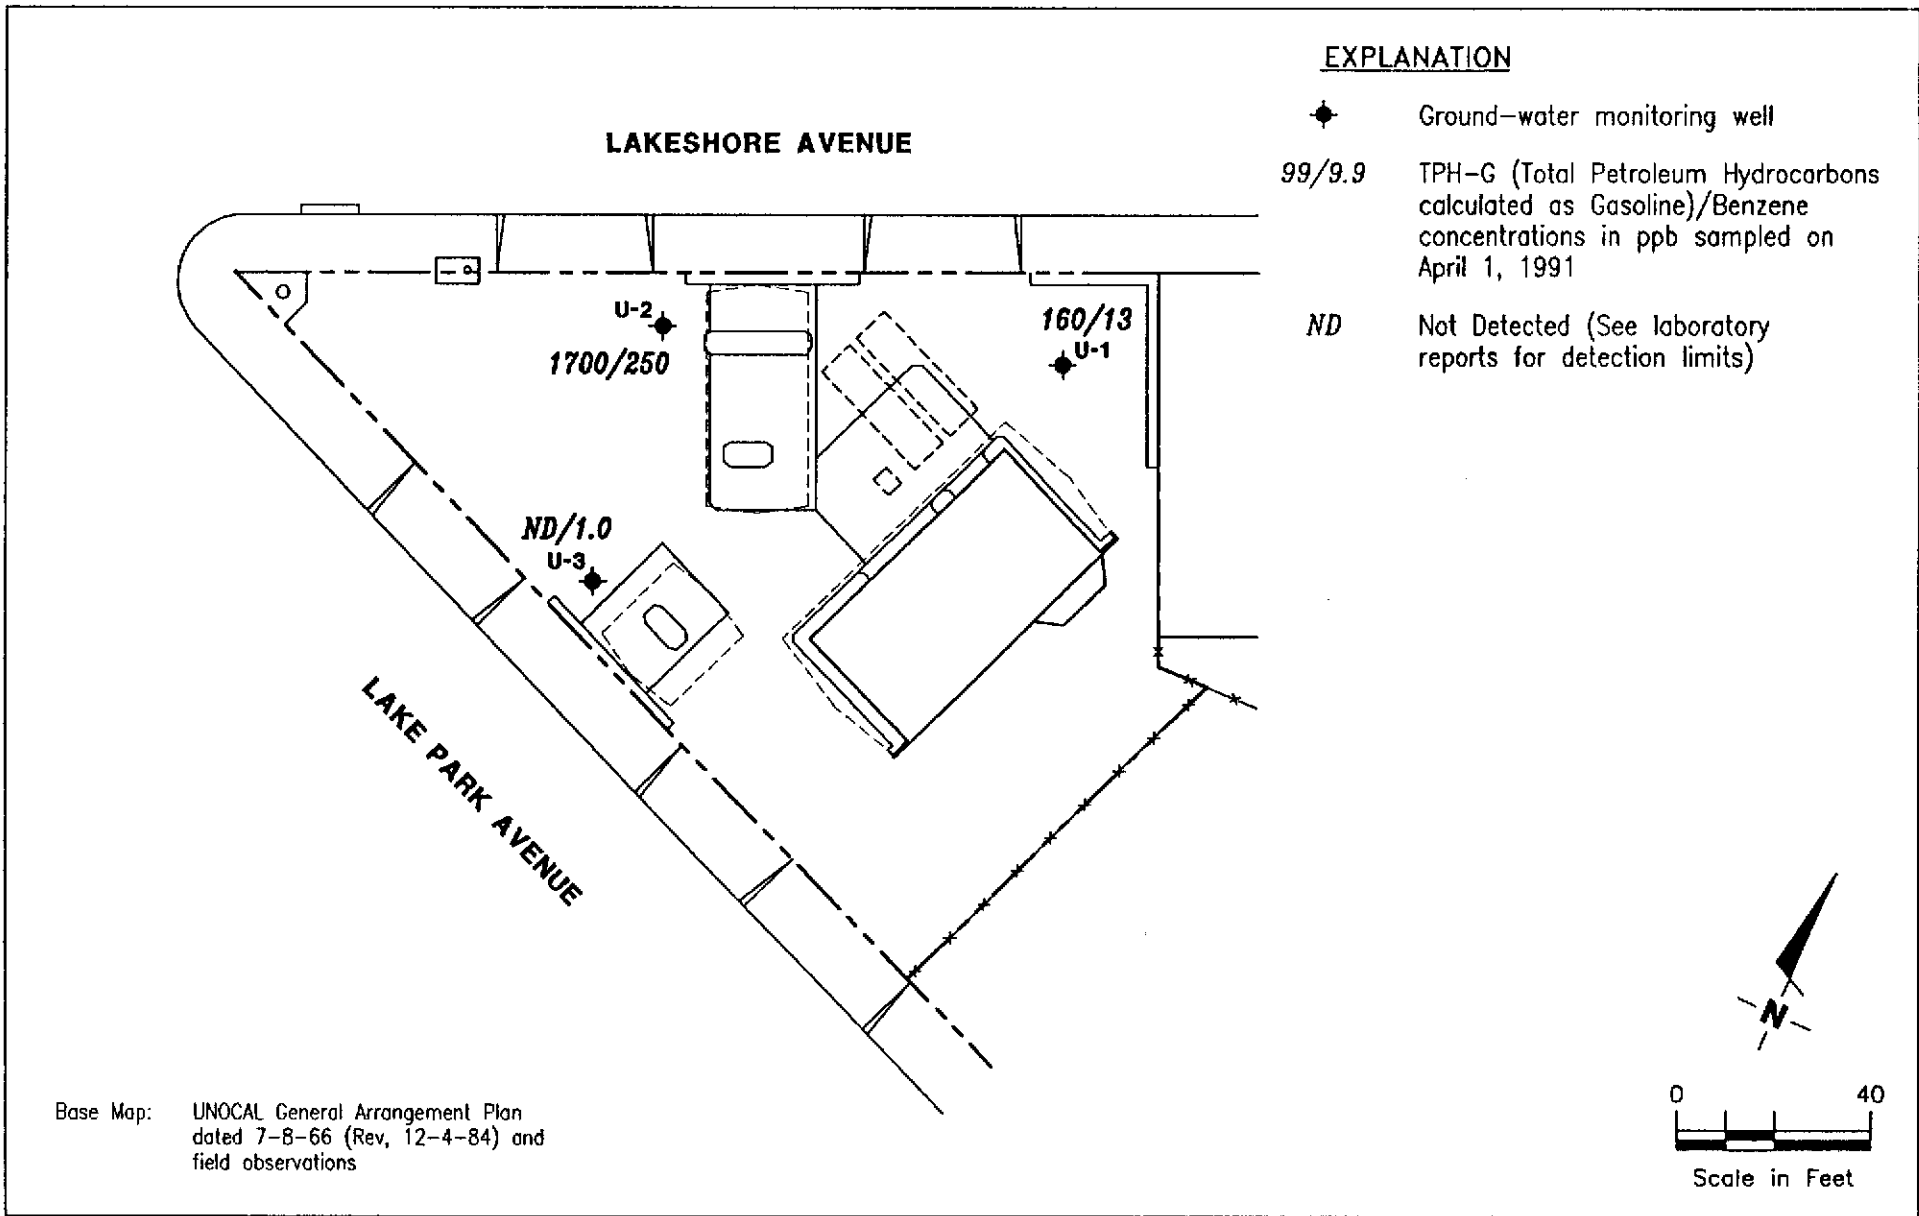 EXPLANATION
Ground-water monitoring well
99/9.9 TPH-G (Total Petroleum Hydrocarbons
calculated as Gasoline)/Benzene
concentrations in ppb sampled on
April 1, 1991
ND Not Detected (See laboratory
reports for detection limits)
LAKESHORE AVENUE
U-2
1700/250
160/13
U-1
ND/1.0
U-3
LAKE PARK AVENUE
N
0 40
Scale in Feet
Base Map: UNOCAL General Arrangement Plan
dated 7-8-66 (Rev, 12-4-84) and
field observations